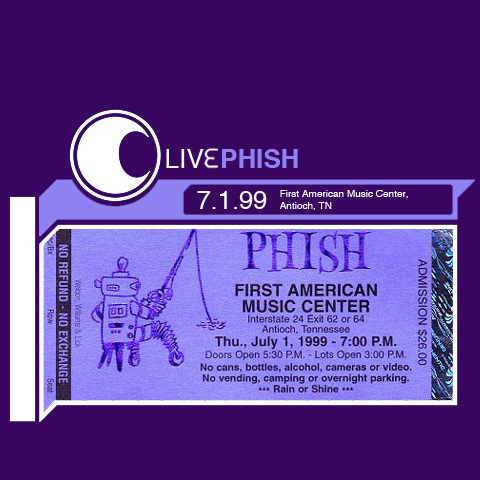 LIVEPHISH
7.1.99
First American Music Center,
Antioch, TN
PHISH
FIRST AMERICAN
MUSIC CENTER
Interstate 24 Exit 62 or 64
Antioch, Tennessee
Thu., July 1, 1999 - 7:00 P.M.
Doors Open 5:30 P.M. - Lots Open 3:00 P.M.
No cans, bottles, alcohol, cameras or video.
No vending, camping or overnight parking.
*** Rain or Shine ***
ADMISSION $26.00
NO REFUND - NO EXCHANGE
Weldon, Williams & Lick
Row
Seat